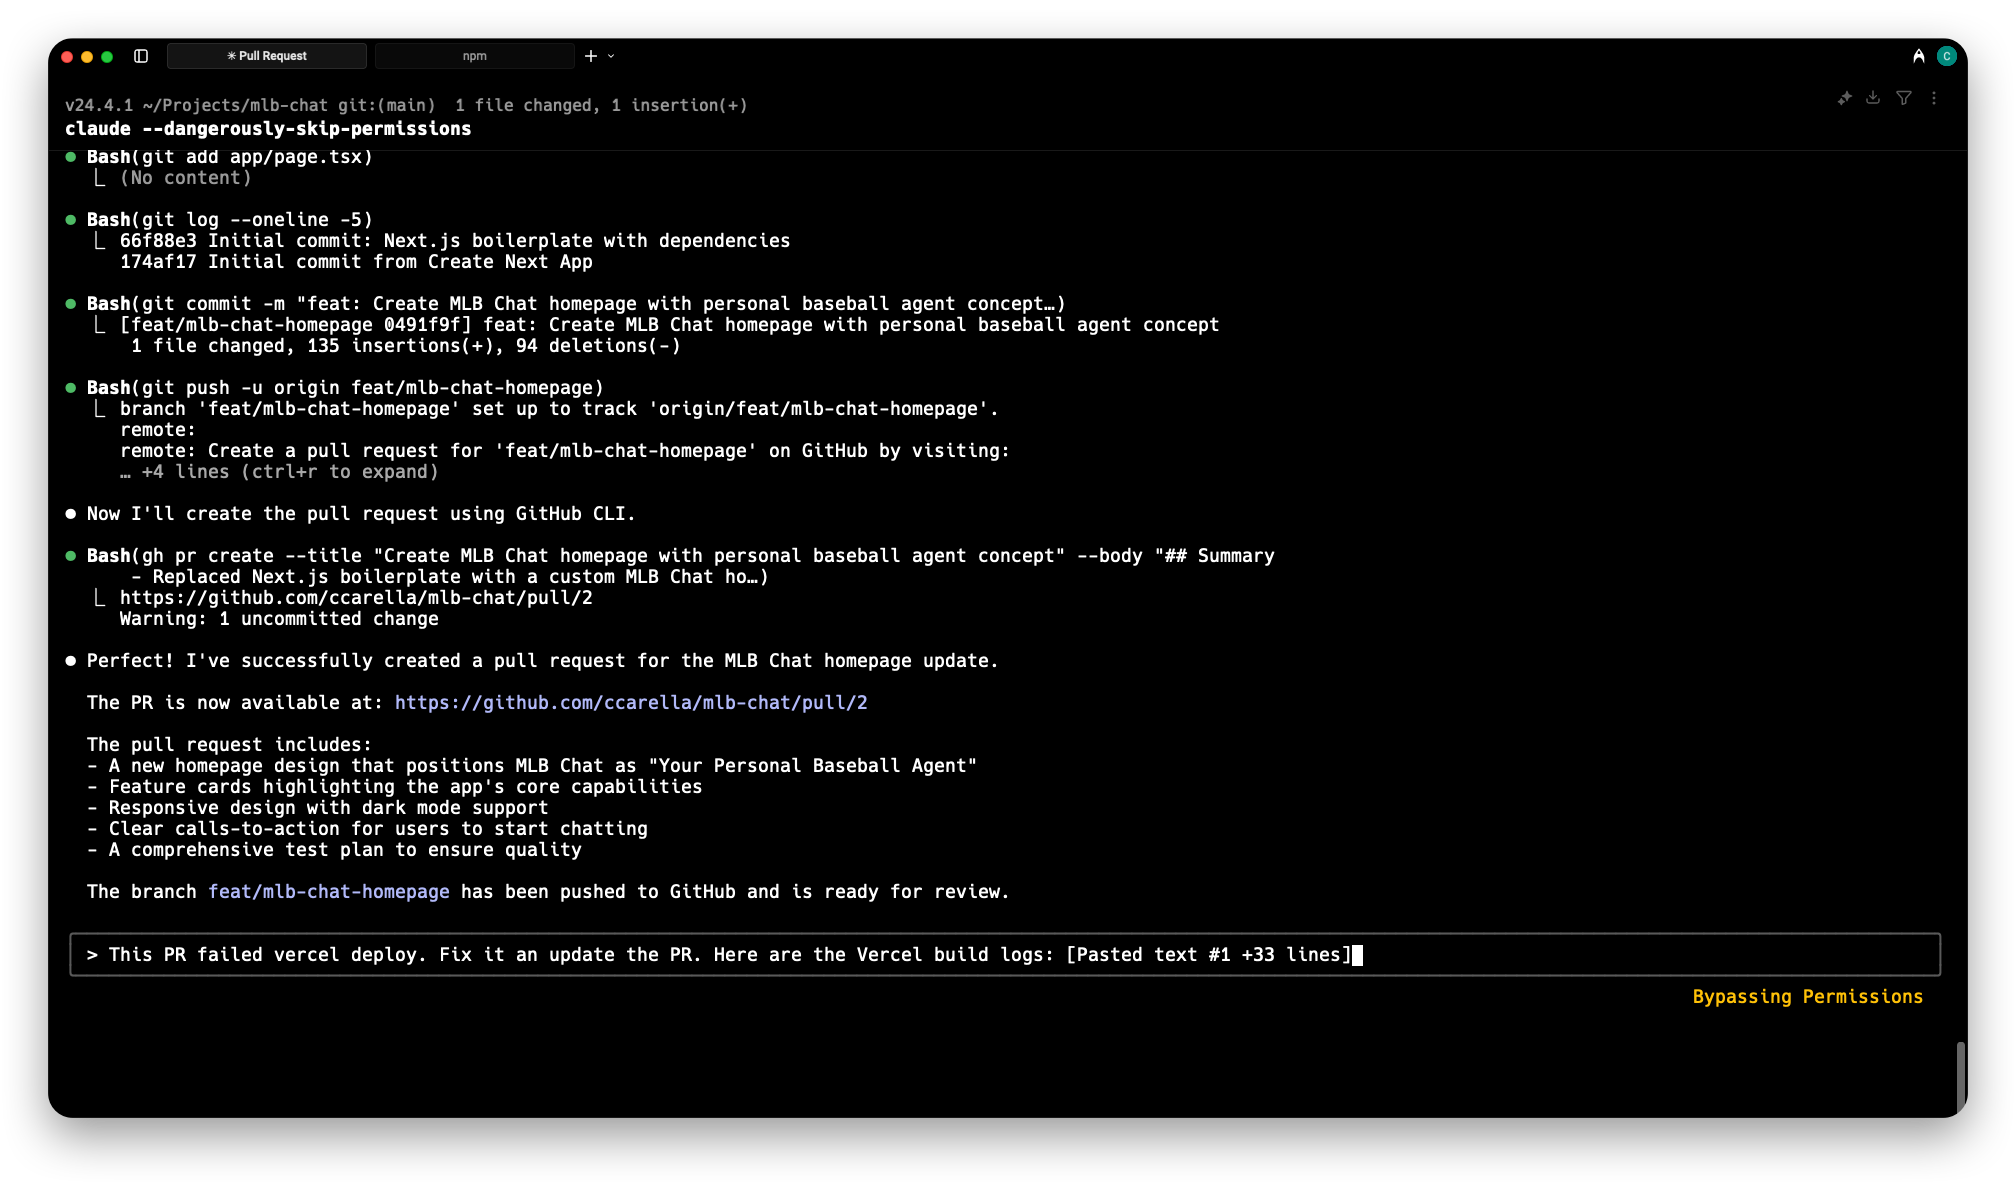 ✳ Pull Request
npm
C
v24.4.1 ~/Projects/mlb-chat git:(main)  1 file changed, 1 insertion(+)
claude --dangerously-skip-permissions
Bash(git add app/page.tsx)
(No content)
Bash(git log --oneline -5)
66f88e3 Initial commit: Next.js boilerplate with dependencies
174af17 Initial commit from Create Next App
Bash(git commit -m "feat: Create MLB Chat homepage with personal baseball agent concept…)
[feat/mlb-chat-homepage 0491f9f] feat: Create MLB Chat homepage with personal baseball agent concept
1 file changed, 135 insertions(+), 94 deletions(-)
Bash(git push -u origin feat/mlb-chat-homepage)
branch 'feat/mlb-chat-homepage' set up to track 'origin/feat/mlb-chat-homepage'.
remote:
remote: Create a pull request for 'feat/mlb-chat-homepage' on GitHub by visiting:
… +4 lines (ctrl+r to expand)
Now I'll create the pull request using GitHub CLI.
Bash(gh pr create --title "Create MLB Chat homepage with personal baseball agent concept" --body "## Summary
- Replaced Next.js boilerplate with a custom MLB Chat ho…)
https://github.com/ccarella/mlb-chat/pull/2
Warning: 1 uncommitted change
Perfect! I've successfully created a pull request for the MLB Chat homepage update.
The PR is now available at: https://github.com/ccarella/mlb-chat/pull/2
The pull request includes:
- A new homepage design that positions MLB Chat as "Your Personal Baseball Agent"
- Feature cards highlighting the app's core capabilities
- Responsive design with dark mode support
- Clear calls-to-action for users to start chatting
- A comprehensive test plan to ensure quality
The branch feat/mlb-chat-homepage has been pushed to GitHub and is ready for review.
> This PR failed vercel deploy. Fix it an update the PR. Here are the Vercel build logs: [Pasted text #1 +33 lines]
Bypassing Permissions